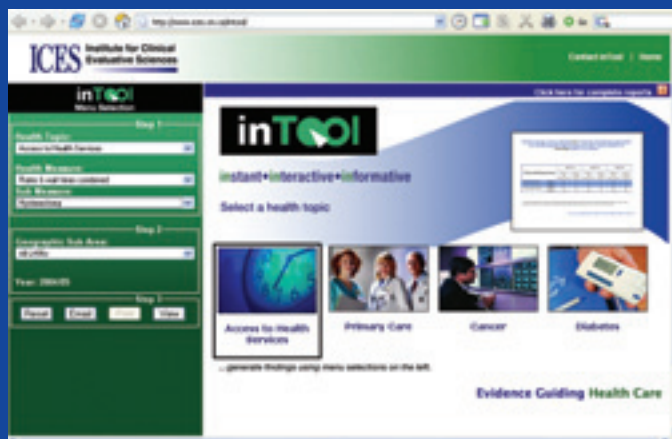 ICES Institute for Clinical
Evaluative Sciences
Contact inTool | Home
inTOOl
Menu Selection
Click here for complete reports
Step 1
Health Topic:
Access to Health Services
Health Measure:
Sub Measure:
Step 2
Geographic Sub Area:
Year: 2004/05
Step 3
Reset
Email
Print
View
inTOOl
instant+interactive+informative
Select a health topic
Access to Health
Services
Primary Care
Cancer
Diabetes
...generate findings using menu selections on the left.
Evidence Guiding Health Care